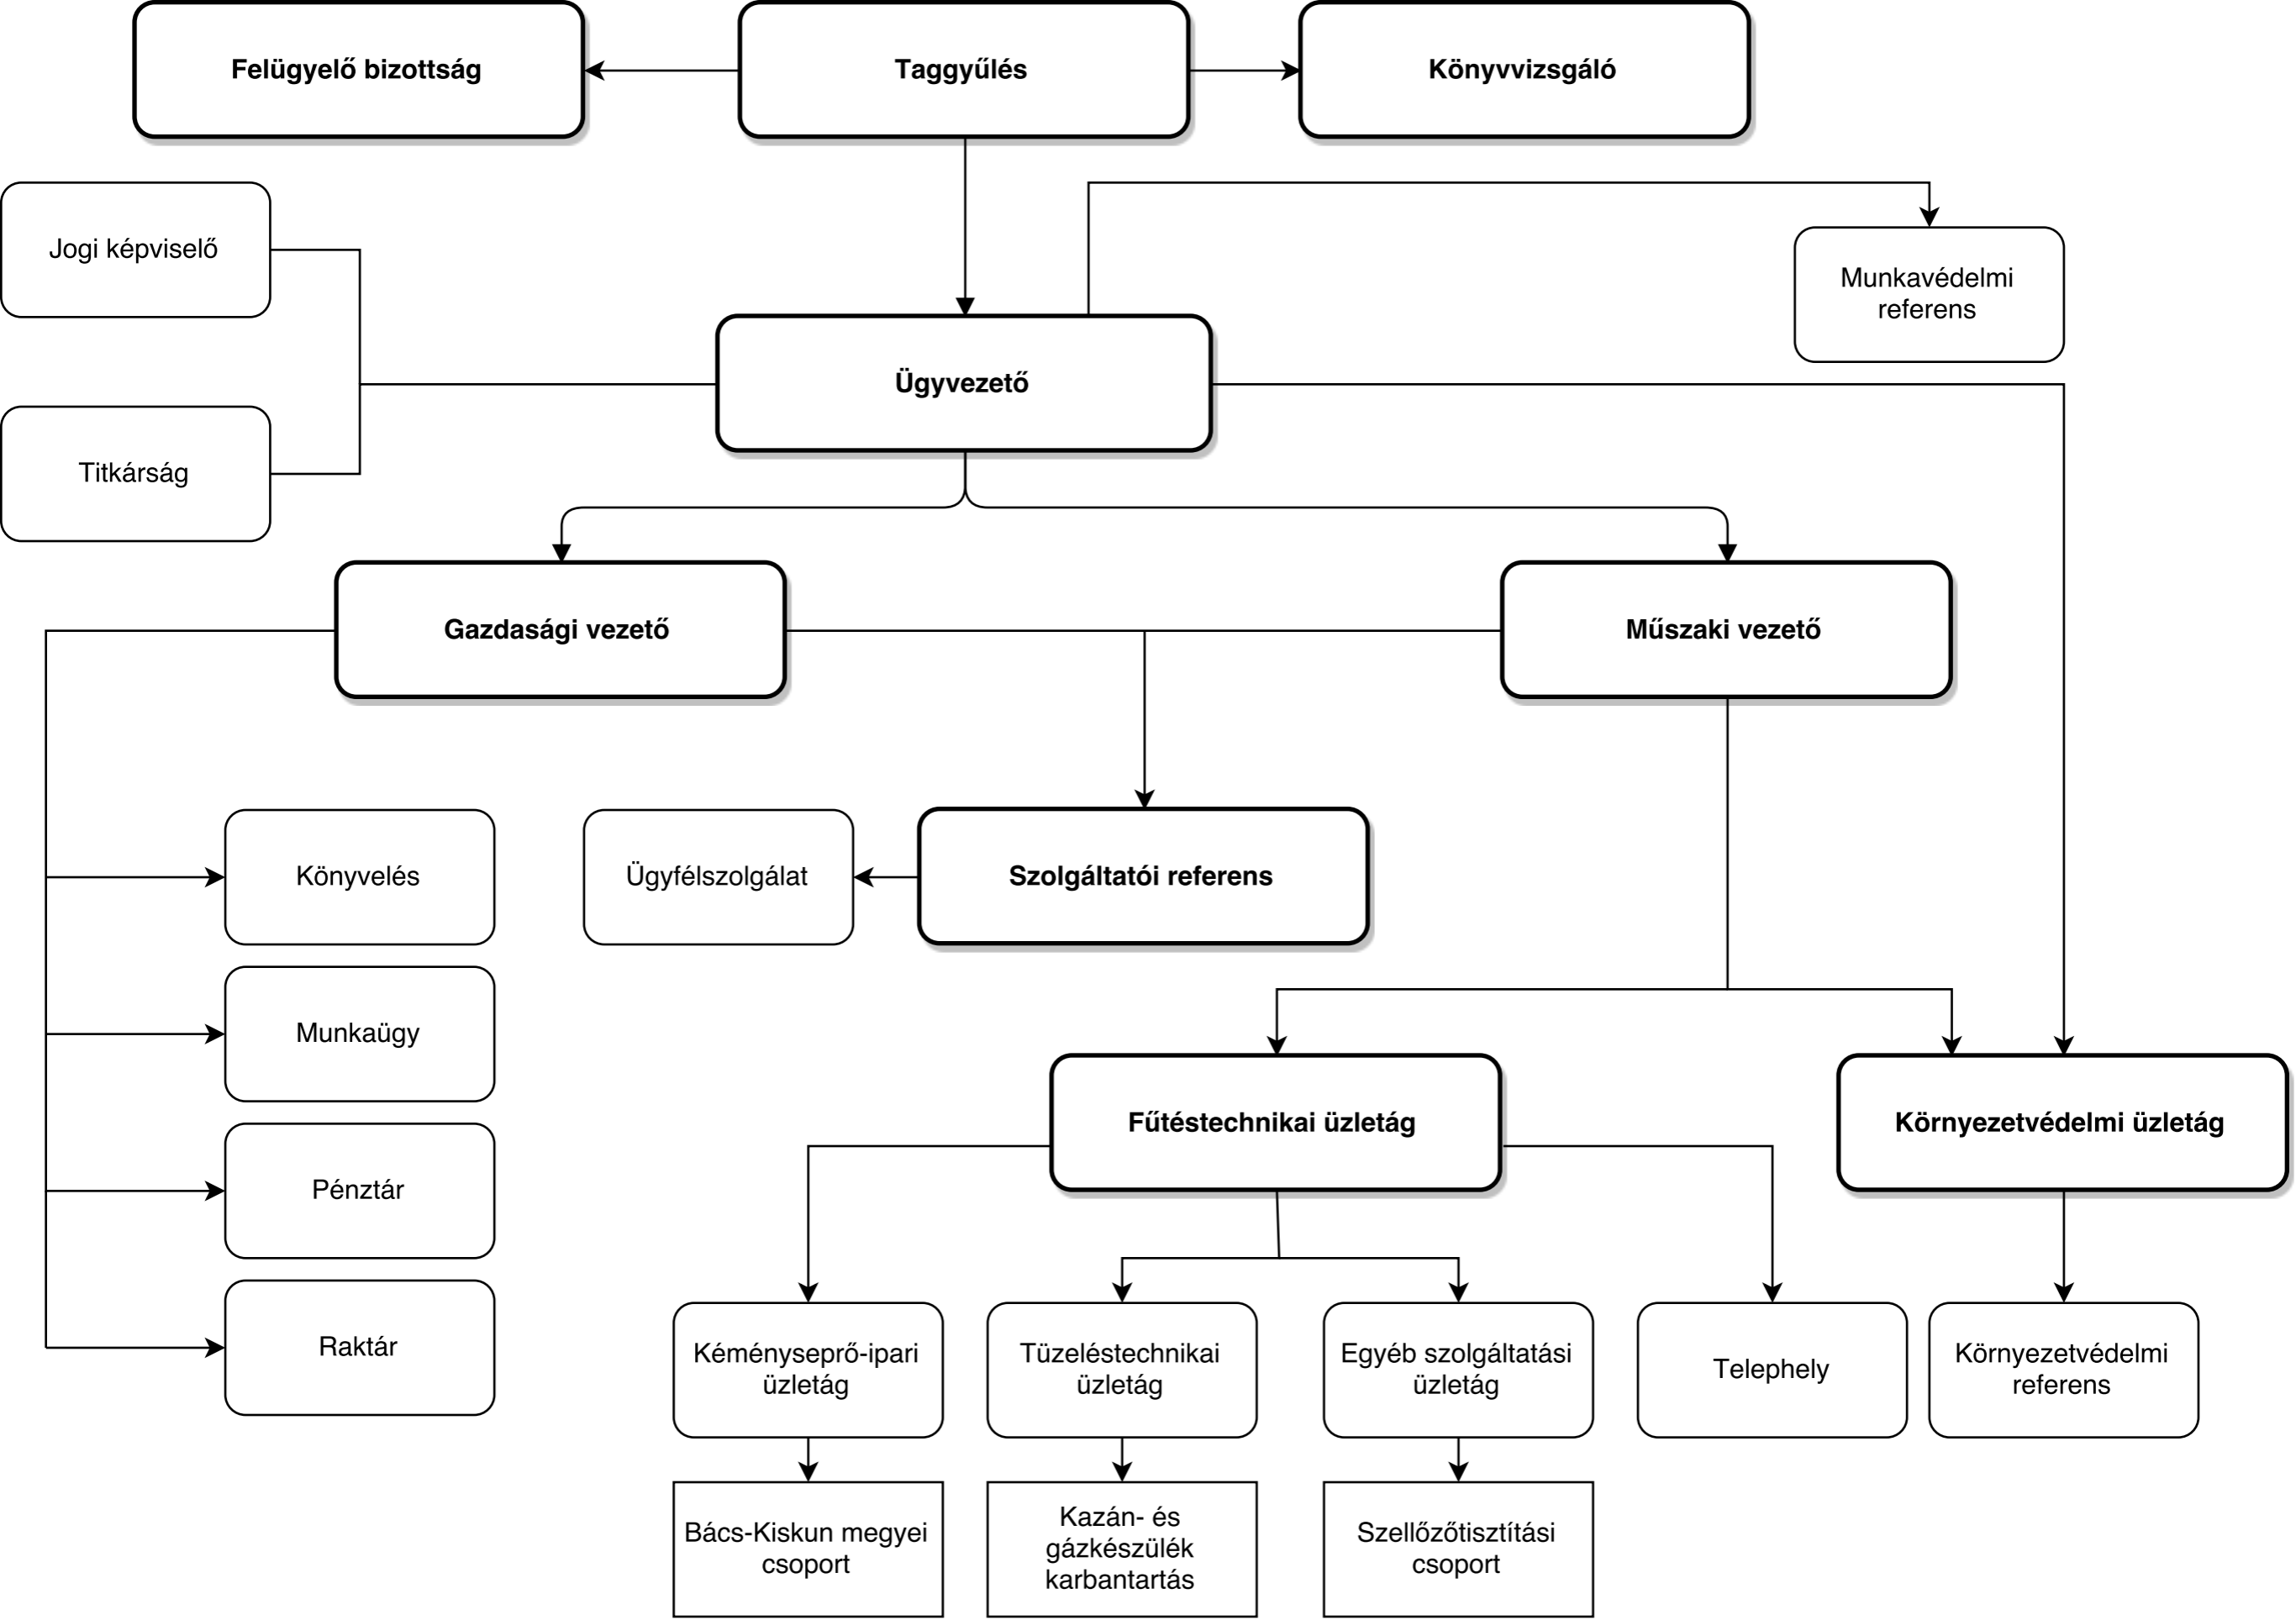 Felügyelő bizottság
Taggyűlés
Könyvvizsgáló
Jogi képviselő
Munkavédelmi
referens
Ügyvezető
Titkárság
Gazdasági vezető
Műszaki vezető
Könyvelés
Ügyfélszolgálat
Szolgáltatói referens
Munkaügy
Fűtéstechnikai üzletág
Környezetvédelmi üzletág
Pénztár
Raktár
Kéményseprő-ipari
üzletág
Tüzeléstechnikai
üzletág
Egyéb szolgáltatási
üzletág
Telephely
Környezetvédelmi
referens
Bács-Kiskun megyei
csoport
Kazán- és
gázkészülék
karbantartás
Szellőzőtisztítási
csoport